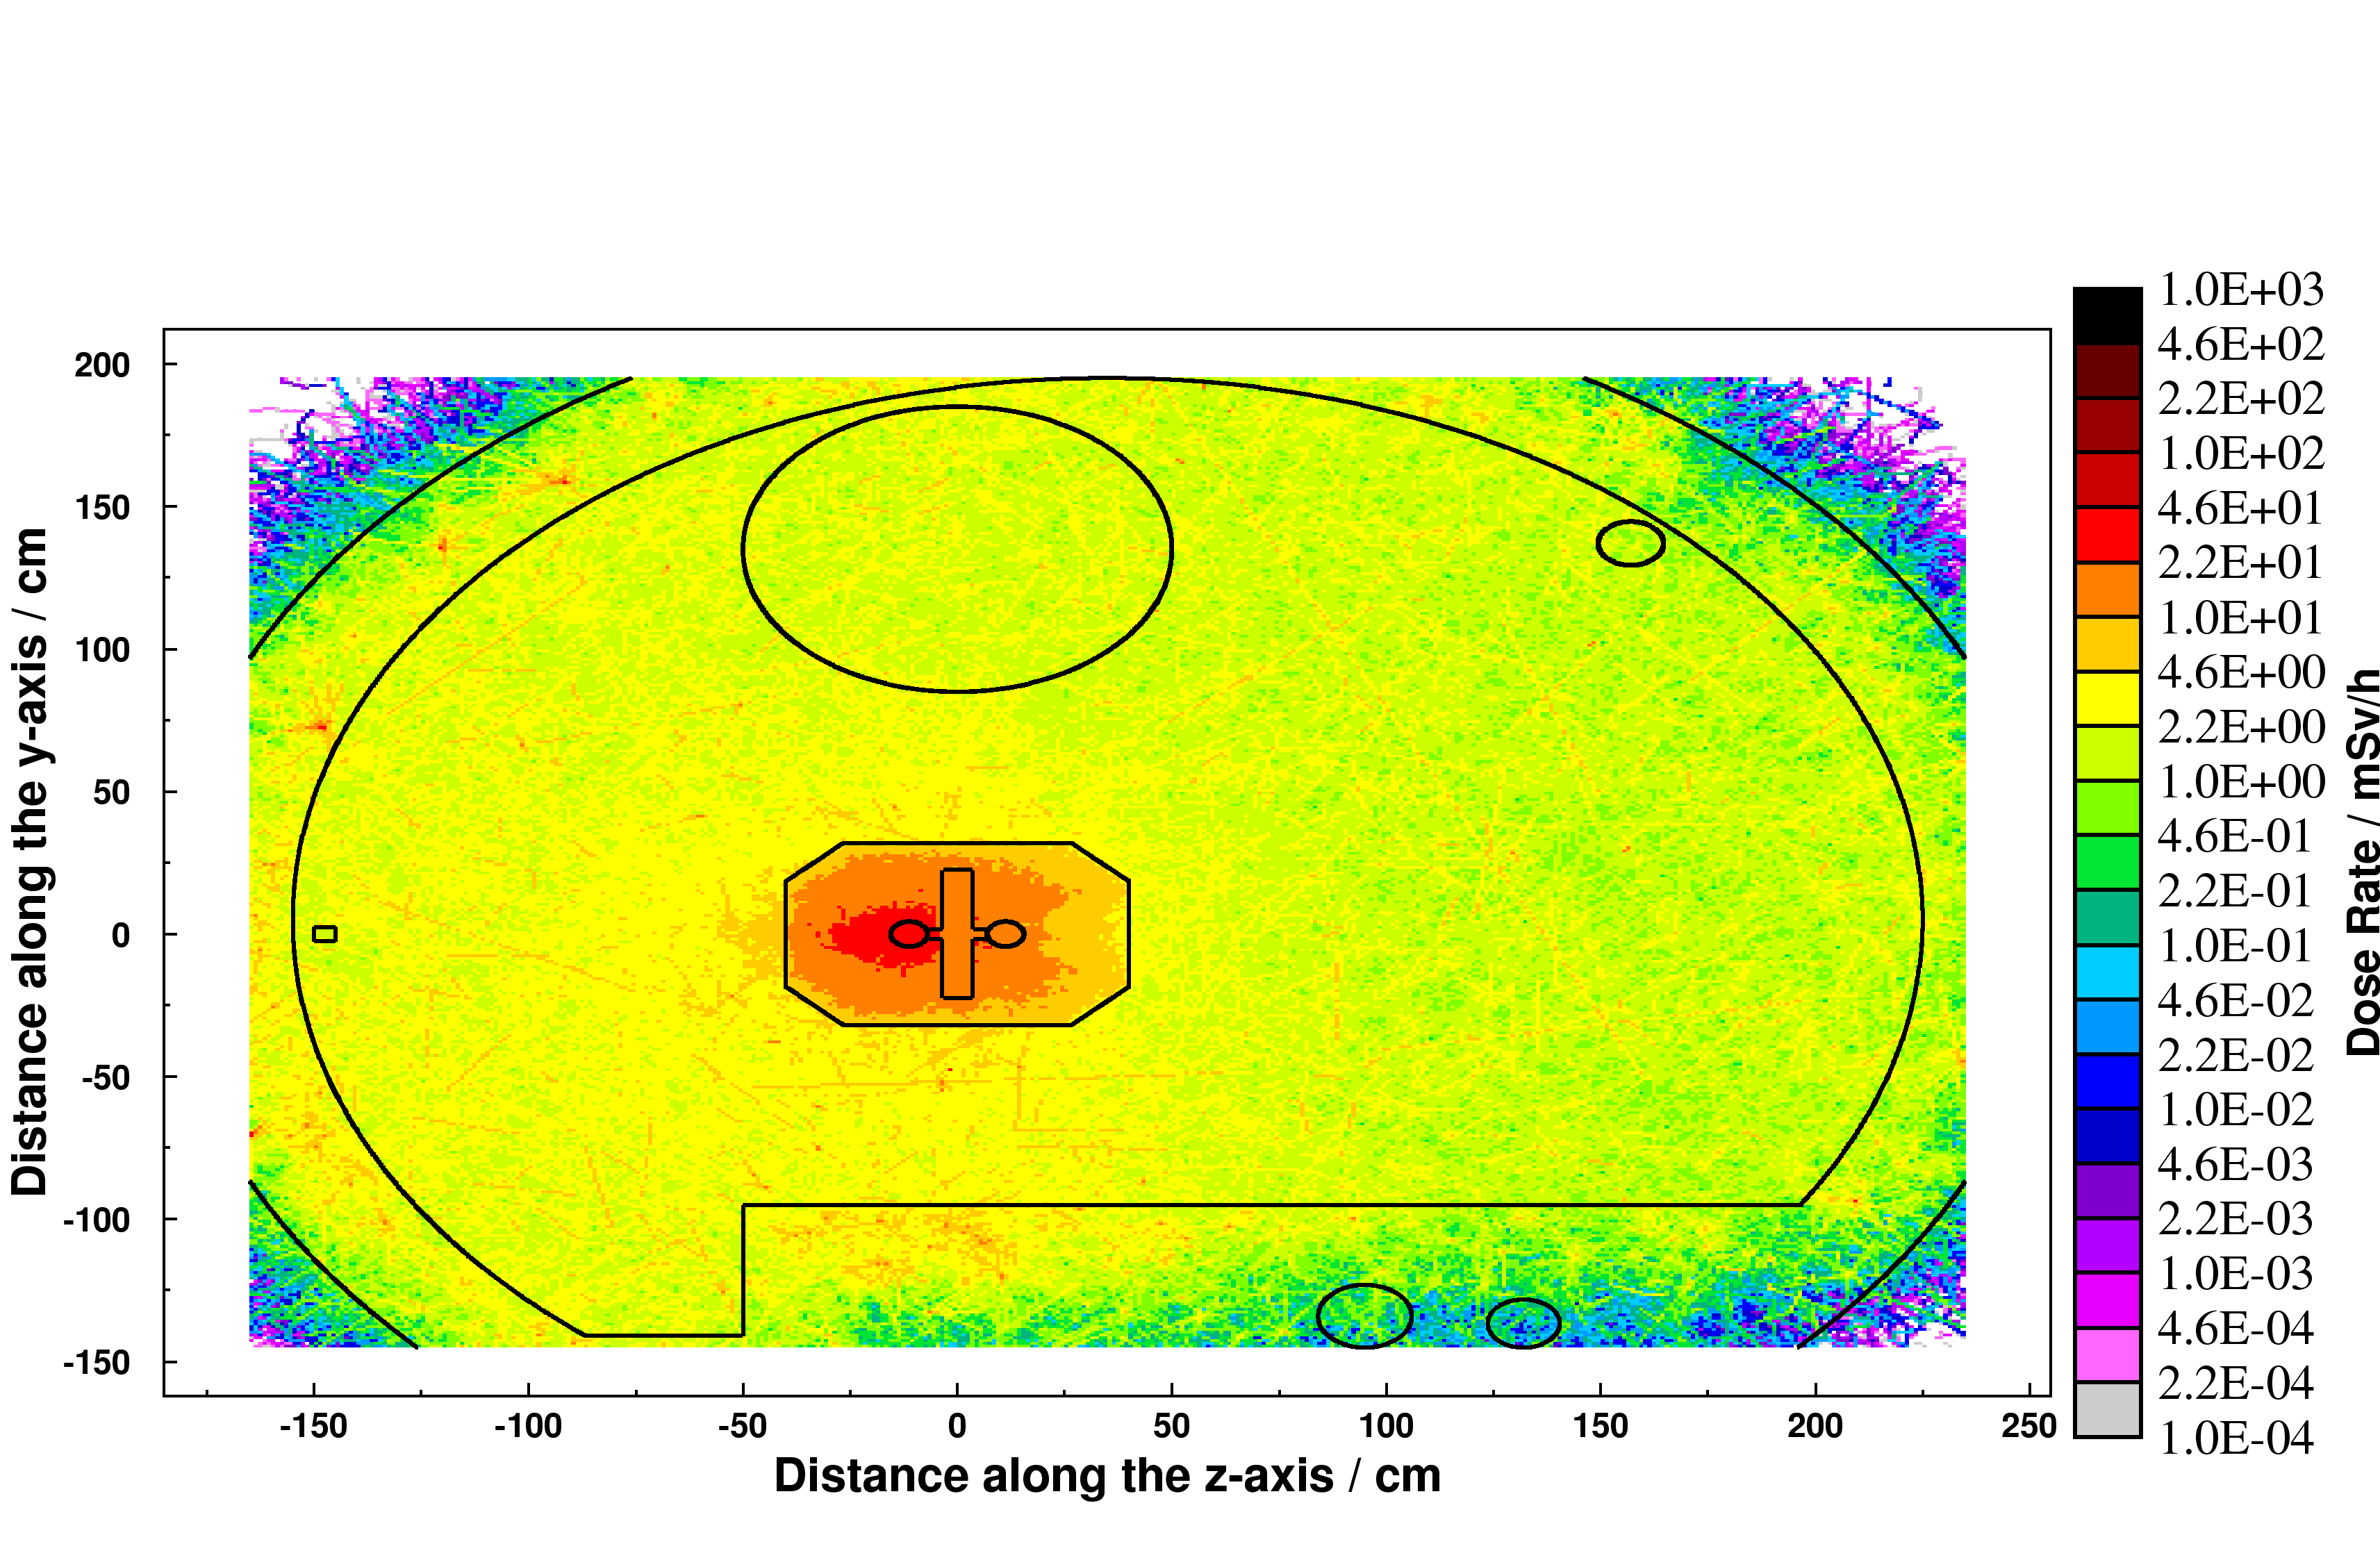 1.0E+03
4.6E+02
2.2E+02
1.0E+02
4.6E+01
2.2E+01
1.0E+01
4.6E+00
2.2E+00
1.0E+00
4.6E-01
2.2E-01
1.0E-01
4.6E-02
2.2E-02
1.0E-02
4.6E-03
2.2E-03
1.0E-03
4.6E-04
2.2E-04
1.0E-04
Dose Rate / mSv/h
200
150
100
50
0
-50
-100
-150
Distance along the y-axis / cm
-150 -100 -50 0 50 100 150 200 250
Distance along the z-axis / cm